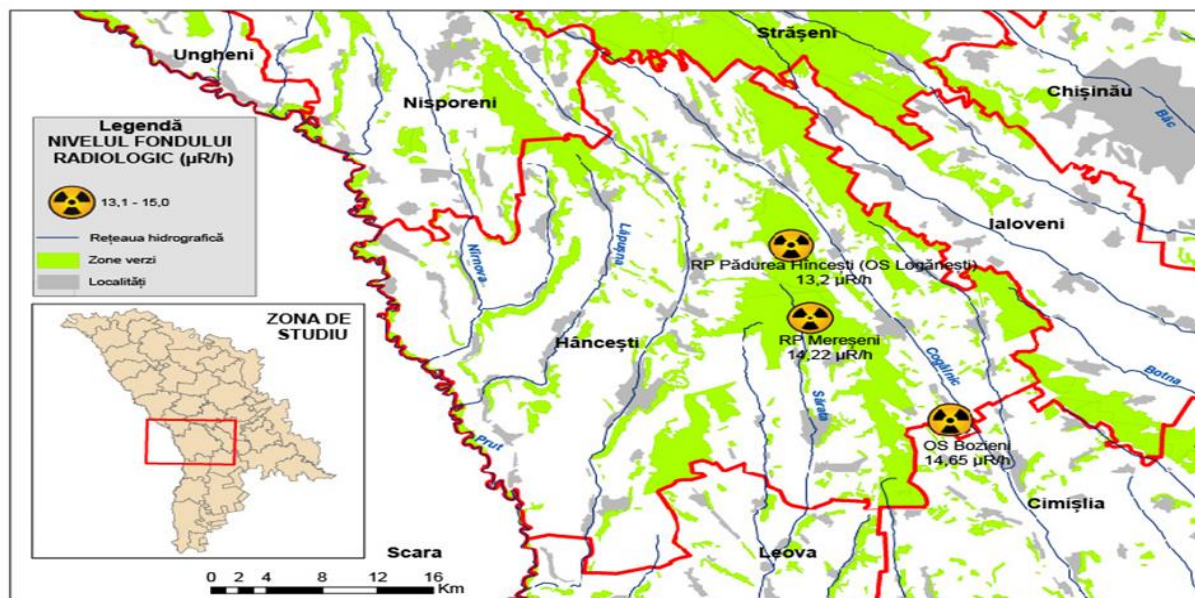 Ungheni
Strășeni
Chișinău
Bâc
Nisporeni
Legendă
NIVELUL FONDULUI
RADIOLOGIC (µR/h)
13,1 - 15,0
Rețeaua hidrografică
Zone verzi
Localități
Ialoveni
Lăpușna
Nîrnova
RP Pădurea Hîncești (OS Logănești)
13,2 µR/h
ZONA DE
STUDIU
RP Mereșeni
14,22 µR/h
Hâncești
Cogâlnic
Botna
Sărata
Prut
OS Bozieni
14,65 µR/h
Cimișlia
Leova
Scara
0 2 4 8 12 16
Km